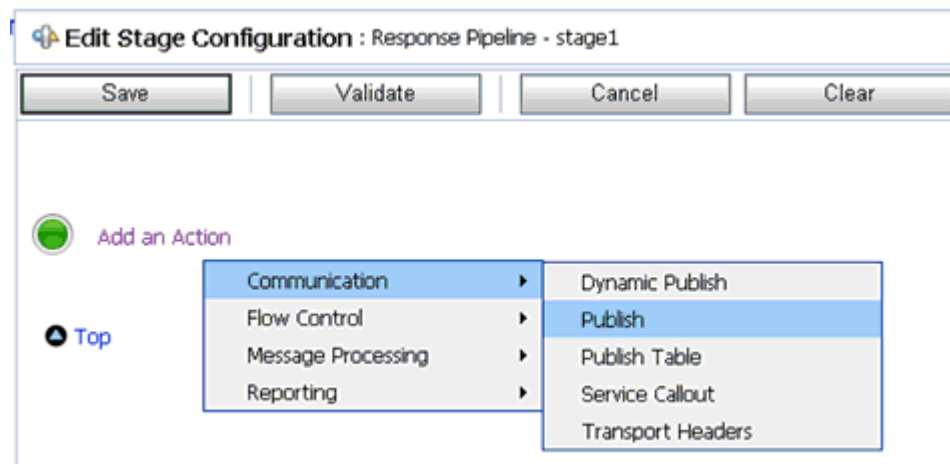 Edit Stage Configuration : Response Pipeline - stage1
Save Validate Cancel Clear
Add an Action
Communication Dynamic Publish
Flow Control Publish
Top
Message Processing Publish Table
Reporting Service Callout
Transport Headers